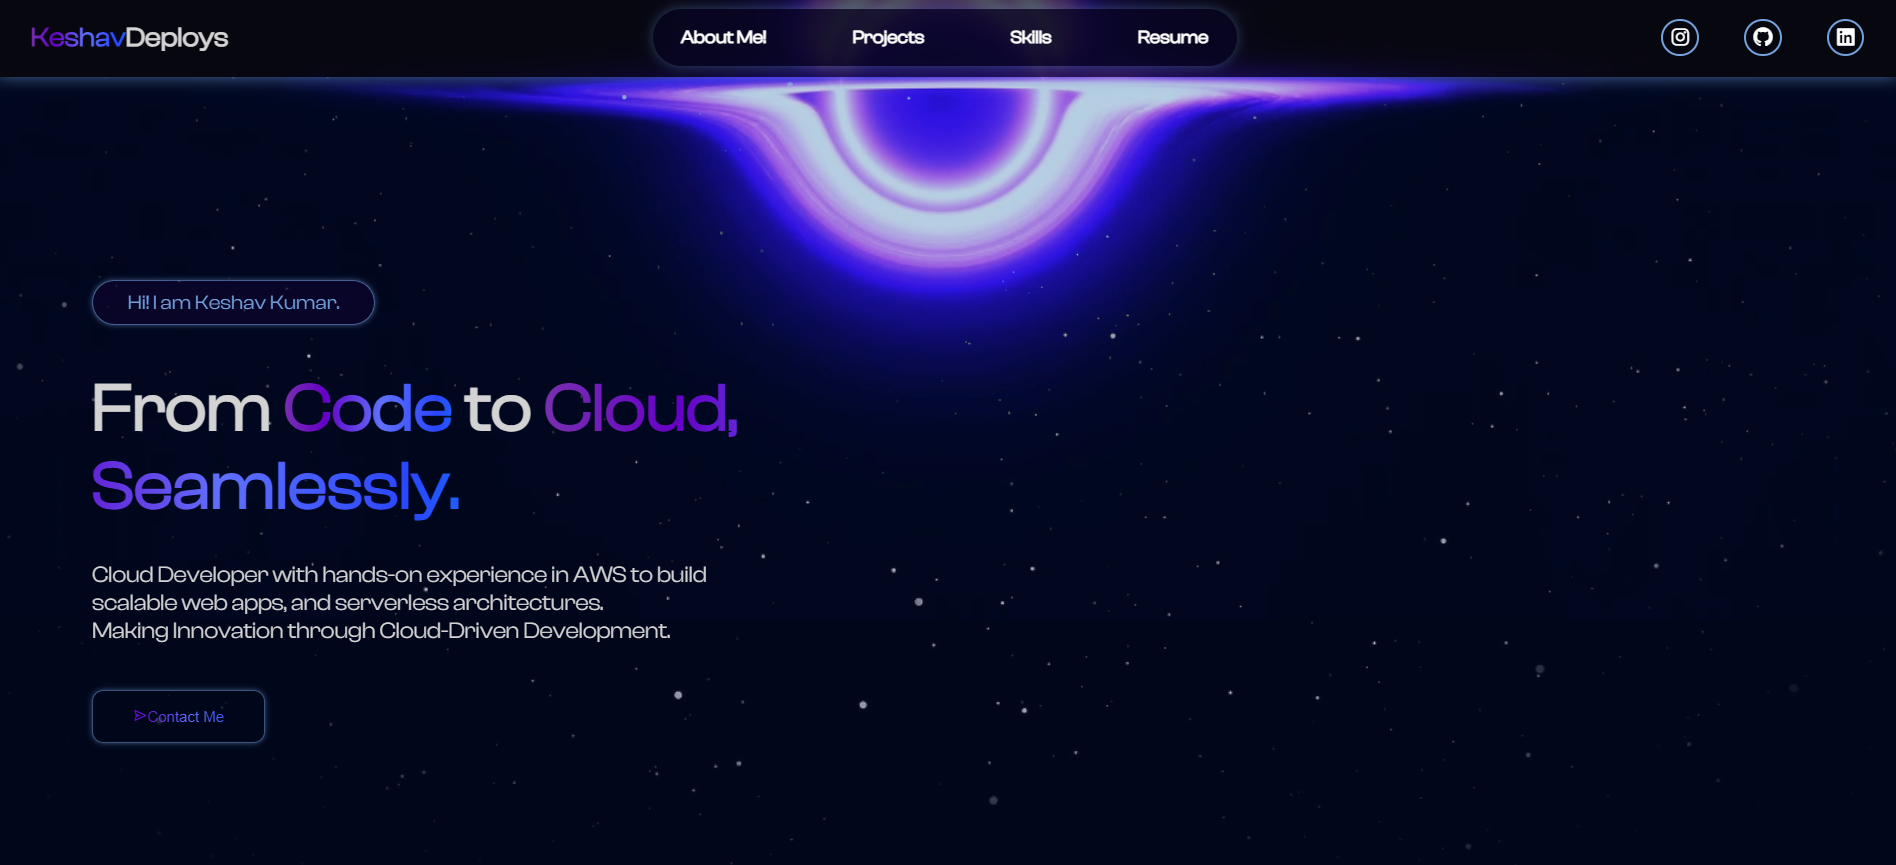 KeshavDeploys
About Me!
Projects
Skills
Resume
Hi! I am Keshav Kumar.
From Code to Cloud,
Seamlessly.
Cloud Developer with hands-on experience in AWS to build
scalable web apps, and serverless architectures.
Making Innovation through Cloud-Driven Development.
Contact Me